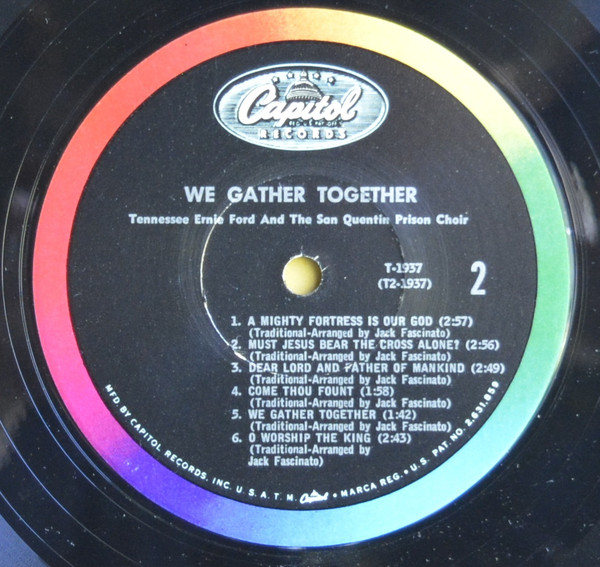 Capitol
RECORDS
WE GATHER TOGETHER
Tennessee Ernie Ford And The San Quentin Prison Choir
T-1937
(T2-1937)
2
1. A MIGHTY FORTRESS IS OUR GOD (2:57)
(Traditional-Arranged by Jack Fascinato)
2. MUST JESUS BEAR THE CROSS ALONE? (2:56)
(Traditional-Arranged by Jack Fascinato)
3. DEAR LORD AND FATHER OF MANKIND (2:49)
(Traditional-Arranged by Jack Fascinato)
4. COME THOU FOUNT (1:58)
(Traditional-Arranged by Jack Fascinato)
5. WE GATHER TOGETHER (1:42)
(Traditional-Arranged by Jack Fascinato)
6. O WORSHIP THE KING (2:43)
(Traditional-Arranged by
Jack Fascinato)
MFD BY CAPITOL RECORDS, INC. U.S.A. T.M. Capitol • MARCA REG. • U.S. PAT. NO. 2,631,859